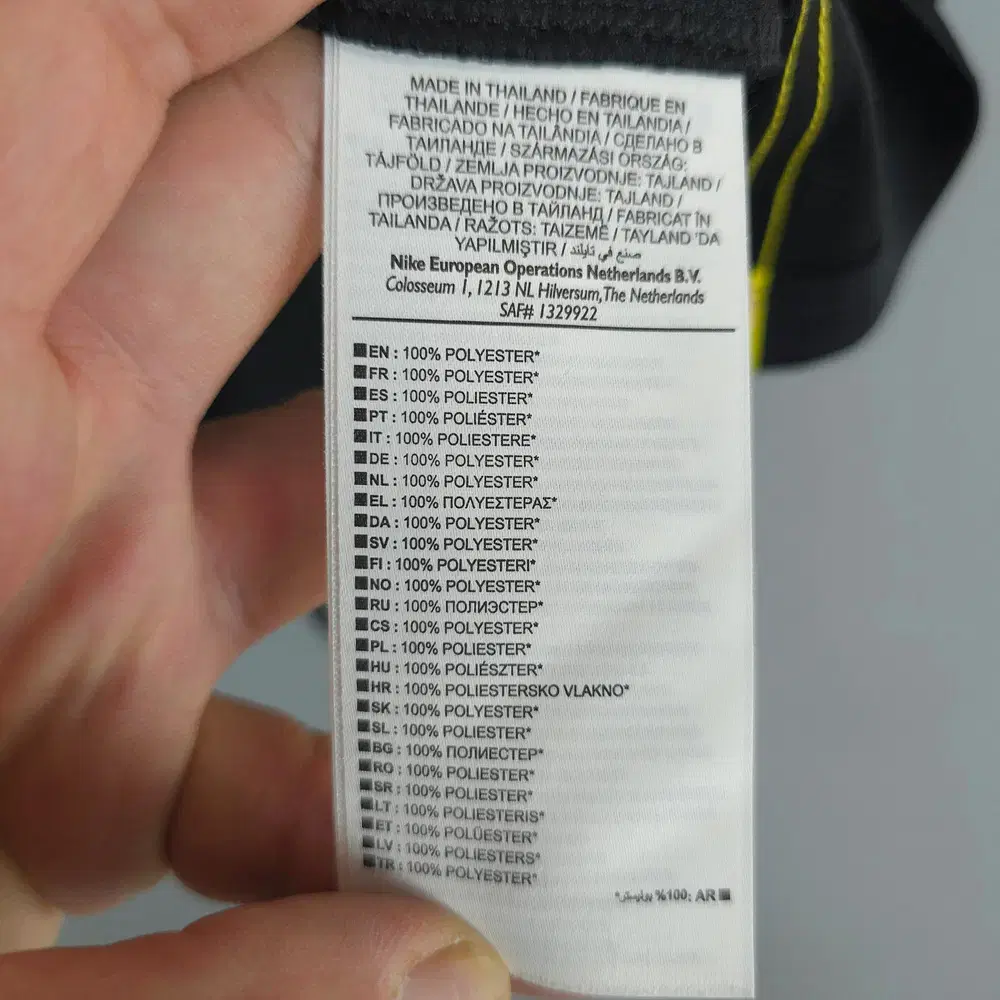 MADE IN THAILAND / FABRIQUE EN
THAILANDE / HECHO EN TAILANDIA /
FABRICADO NA TAILÂNDIA / СДЕЛАНО В
ТАИЛАНДЕ / SZÁRMAZÁSI ORSZÁG:
TÁJFÖLD / ZEMLJA PROIZVODNJE: TAJLAND /
DRŽAVA PROIZVODNJE: TAJLAND /
ПРОИЗВЕДЕНО В ТАЙЛАНД / FABRICAT ÎN
TAILANDA / RAŽOTS: TAIZEMĒ / TAYLAND 'DA
YAPILMIŞTIR / صنع في تايلند
Nike European Operations Netherlands B.V.
Colosseum 1, 1213 NL Hilversum, The Netherlands
SAF# 1329922
EN : 100% POLYESTER*
FR : 100% POLYESTER*
ES : 100% POLIESTER*
PT : 100% POLIÉSTER*
IT : 100% POLIESTERE*
DE : 100% POLYESTER*
NL : 100% POLYESTER*
EL : 100% ΠΟΛΥΕΣΤΕΡΑΣ*
DA : 100% POLYESTER*
SV : 100% POLYESTER*
FI : 100% POLYESTERI*
NO : 100% POLYESTER*
RU : 100% ПОЛИЭСТЕР*
CS : 100% POLYESTER*
PL : 100% POLIESTER*
HU : 100% POLIÉSZTER*
HR : 100% POLIESTERSKO VLAKNO*
SK : 100% POLYESTER*
SL : 100% POLIESTER*
BG : 100% ПОЛИЕСТЕР*
RO : 100% POLIESTER*
SR : 100% POLIESTER*
LT : 100% POLIESTERIS*
ET : 100% POLÜESTER*
LV : 100% POLIESTERS*
TR : 100% POLYESTER*
AR :100% بوليستر*